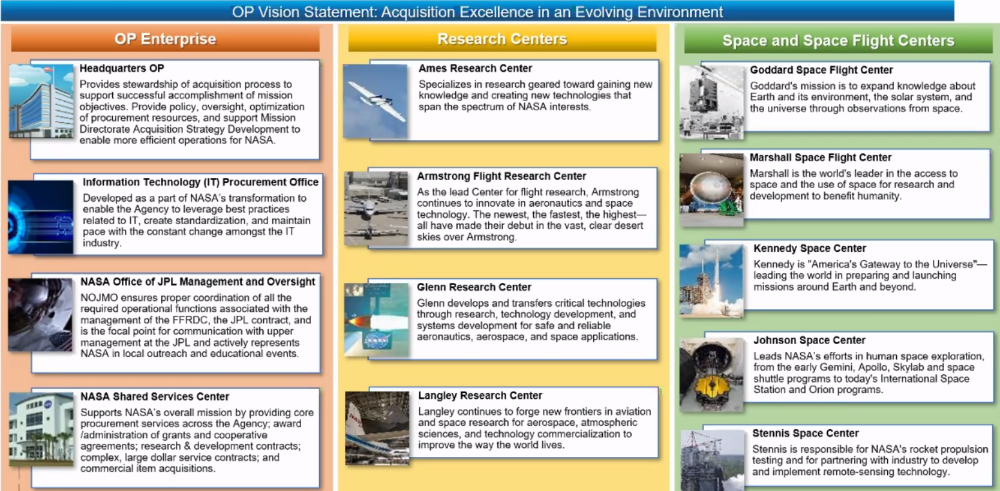 OP Vision Statement: Acquisition Excellence in an Evolving Environment
OP Enterprise
Headquarters OP
Provides stewardship of acquisition process to
support successful accomplishment of mission
objectives. Provide policy, oversight, optimization
of procurement resources, and support Mission
Directorate Acquisition Strategy Development to
enable more efficient operations for NASA.
Information Technology (IT) Procurement Office
Developed as a part of NASA's transformation to
enable the Agency to leverage best practices
related to IT, create standardization, and maintain
pace with the constant change amongst the IT
industry.
NASA Office of JPL Management and Oversight
NOJMO ensures proper coordination of all the
required operational functions associated with the
management of the FFRDC, the JPL contract, and
is the focal point for communication with upper
management at the JPL and actively represents
NASA in local outreach and educational events.
NASA Shared Services Center
Supports NASA's overall mission by providing core
procurement services across the Agency; award
/administration of grants and cooperative
agreements; research & development contracts;
complex, large dollar service contracts; and
commercial item acquisitions.
Research Centers
Ames Research Center
Specializes in research geared toward gaining new
knowledge and creating new technologies that
span the spectrum of NASA interests.
Armstrong Flight Research Center
As the lead Center for flight research, Armstrong
continues to innovate in aeronautics and space
technology. The newest, the fastest, the highest—
all have made their debut in the vast, clear desert
skies over Armstrong.
Glenn Research Center
Glenn develops and transfers critical technologies
through research, technology development, and
systems development for safe and reliable
aeronautics, aerospace, and space applications.
NASA
Langley Research Center
Langley continues to forge new frontiers in aviation
and space research for aerospace, atmospheric
sciences, and technology commercialization to
improve the way the world lives.
Space and Space Flight Centers
Goddard Space Flight Center
Goddard's mission is to expand knowledge about
Earth and its environment, the solar system, and
the universe through observations from space.
Marshall Space Flight Center
Marshall is the world's leader in the access to
space and the use of space for research and
development to benefit humanity.
Kennedy Space Center
Kennedy is "America's Gateway to the Universe"—
leading the world in preparing and launching
missions around Earth and beyond.
Johnson Space Center
Leads NASA's efforts in human space exploration,
from the early Gemini, Apollo, Skylab and space
shuttle programs to today's International Space
Station and Orion programs.
Stennis Space Center
Stennis is responsible for NASA's rocket propulsion
testing and for partnering with industry to develop
and implement remote-sensing technology.